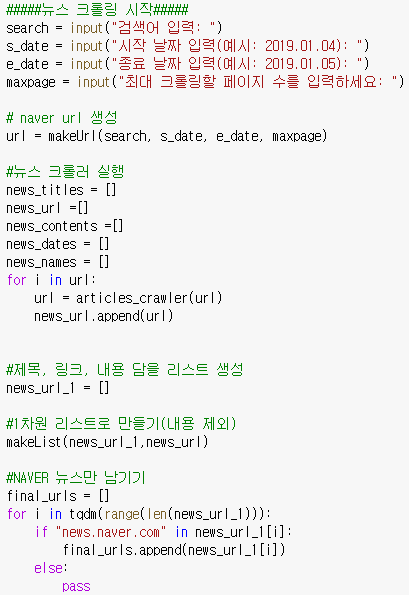 #####뉴스 크롤링 시작#####
search = input("검색어 입력: ")
s_date = input("시작 날짜 입력(예시: 2019.01.04): ")
e_date = input("종료 날짜 입력(예시: 2019.01.05): ")
maxpage = input("최대 크롤링할 페이지 수를 입력하세요: ")
# naver url 생성
url = makeUrl(search, s_date, e_date, maxpage)
#뉴스 크롤러 실행
news_titles = []
news_url =[]
news_contents =[]
news_dates = []
news_names = []
for i in url:
    url = articles_crawler(url)
    news_url.append(url)
#제목, 링크, 내용 담을 리스트 생성
news_url_1 = []
#1차원 리스트로 만들기(내용 제외)
makeList(news_url_1,news_url)
#NAVER 뉴스만 남기기
final_urls = []
for i in tqdm(range(len(news_url_1))):
    if "news.naver.com" in news_url_1[i]:
        final_urls.append(news_url_1[i])
    else:
        pass